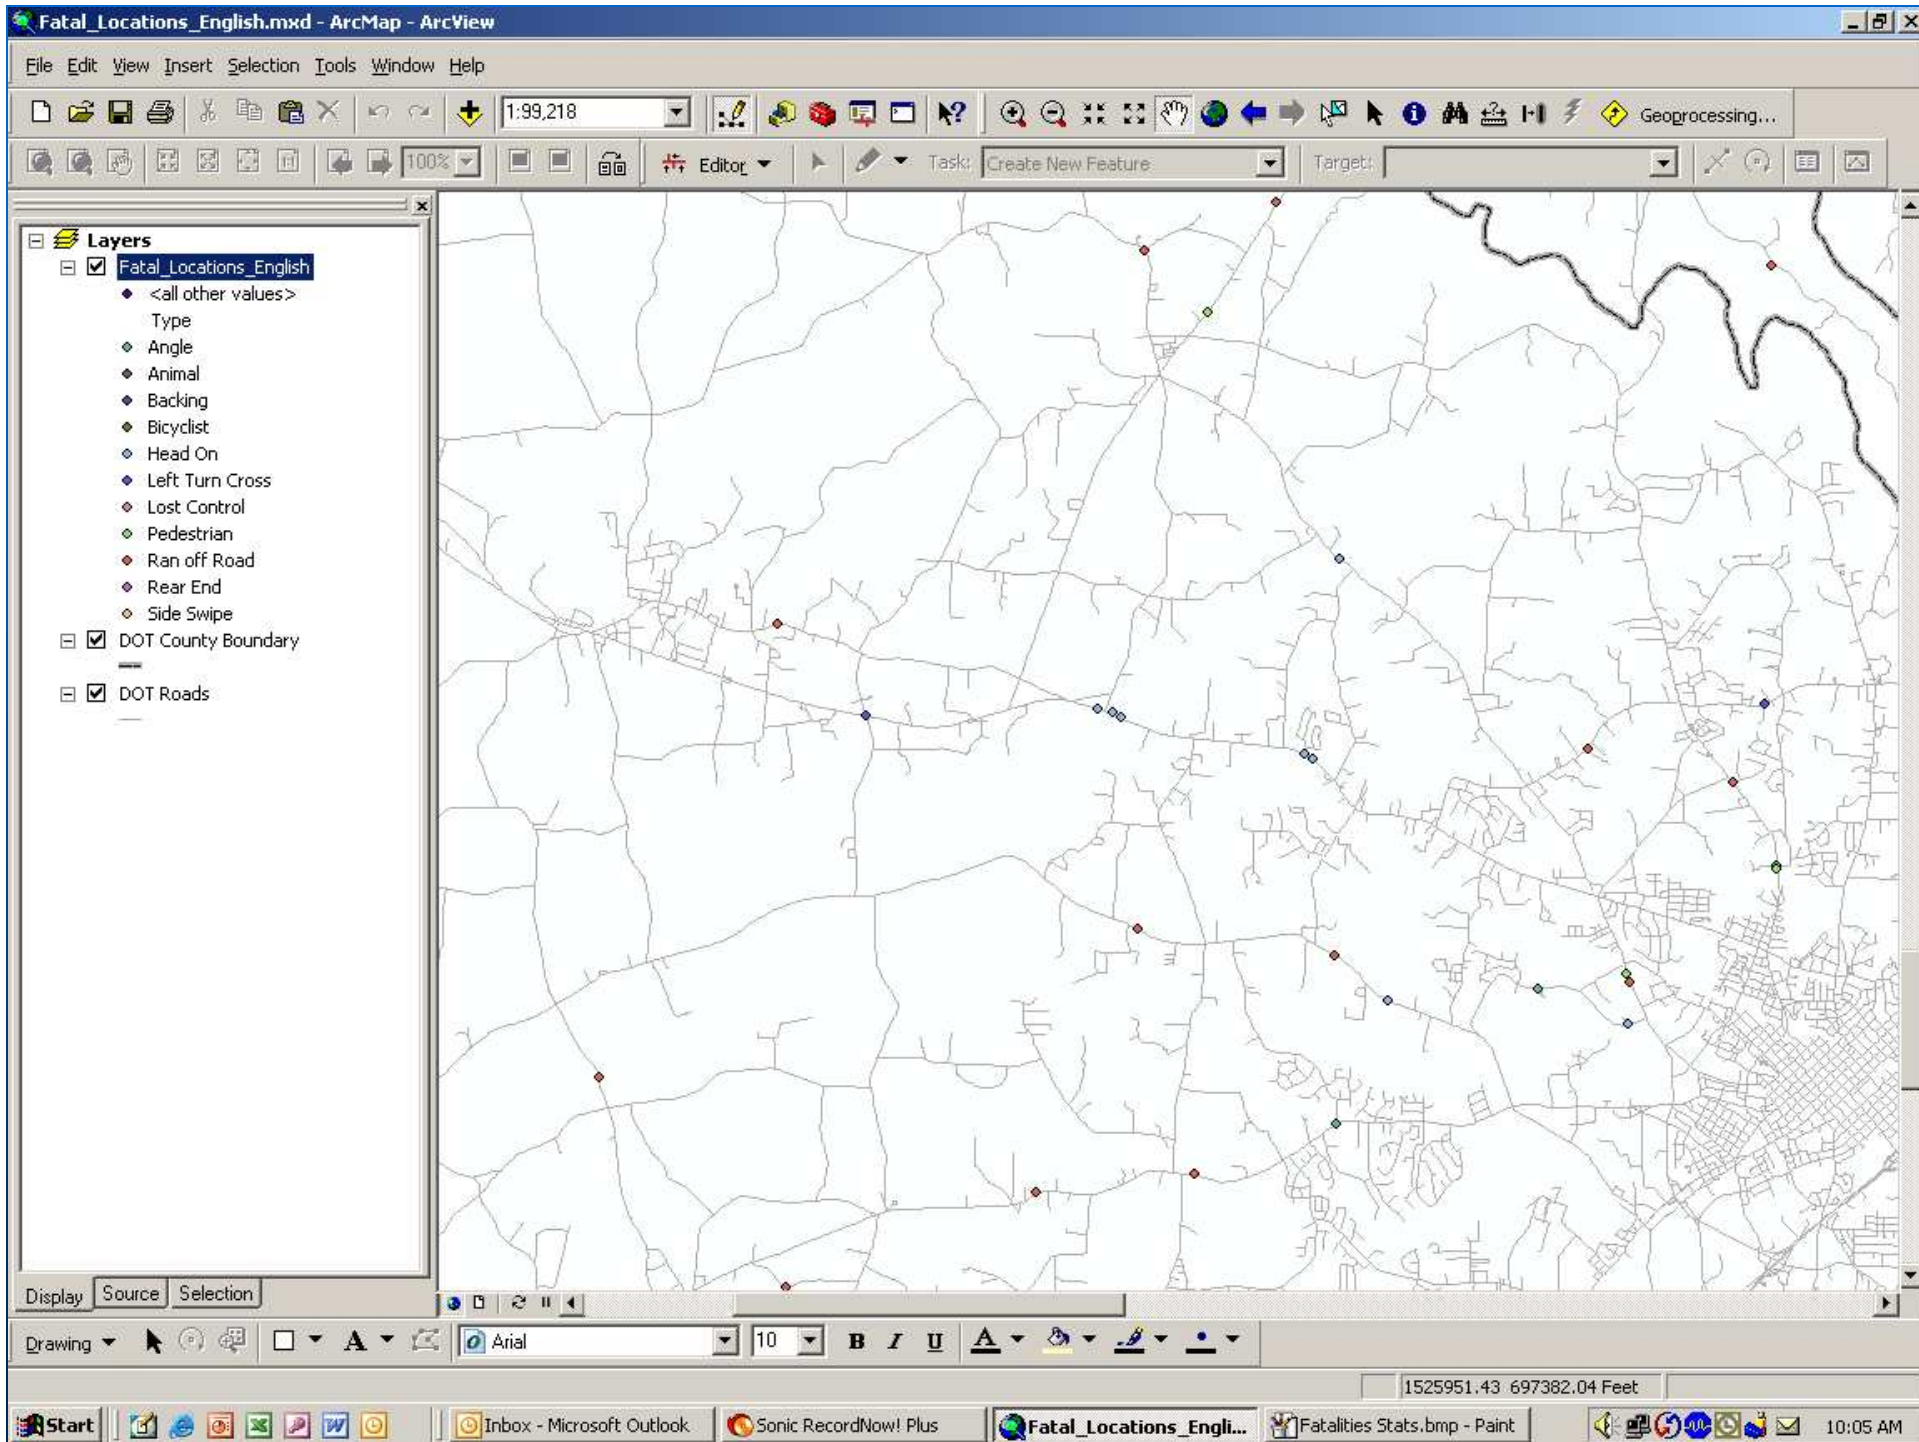 Fatal_Locations_English.mxd - ArcMap - ArcView
File Edit View Insert Selection Tools Window Help
1:99,218
Geoprocessing...
100% Editor Task: Create New Feature Target:
Layers
Fatal_Locations_English
<all other values>
Type
Angle
Animal
Backing
Bicyclist
Head On
Left Turn Cross
Lost Control
Pedestrian
Ran off Road
Rear End
Side Swipe
DOT County Boundary
DOT Roads
Display Source Selection
Drawing A Arial 10 B I U A
1525951.43 697382.04 Feet
Start Inbox - Microsoft Outlook Sonic RecordNow! Plus Fatal_Locations_Engli... Fatalities Stats.bmp - Paint 10:05 AM